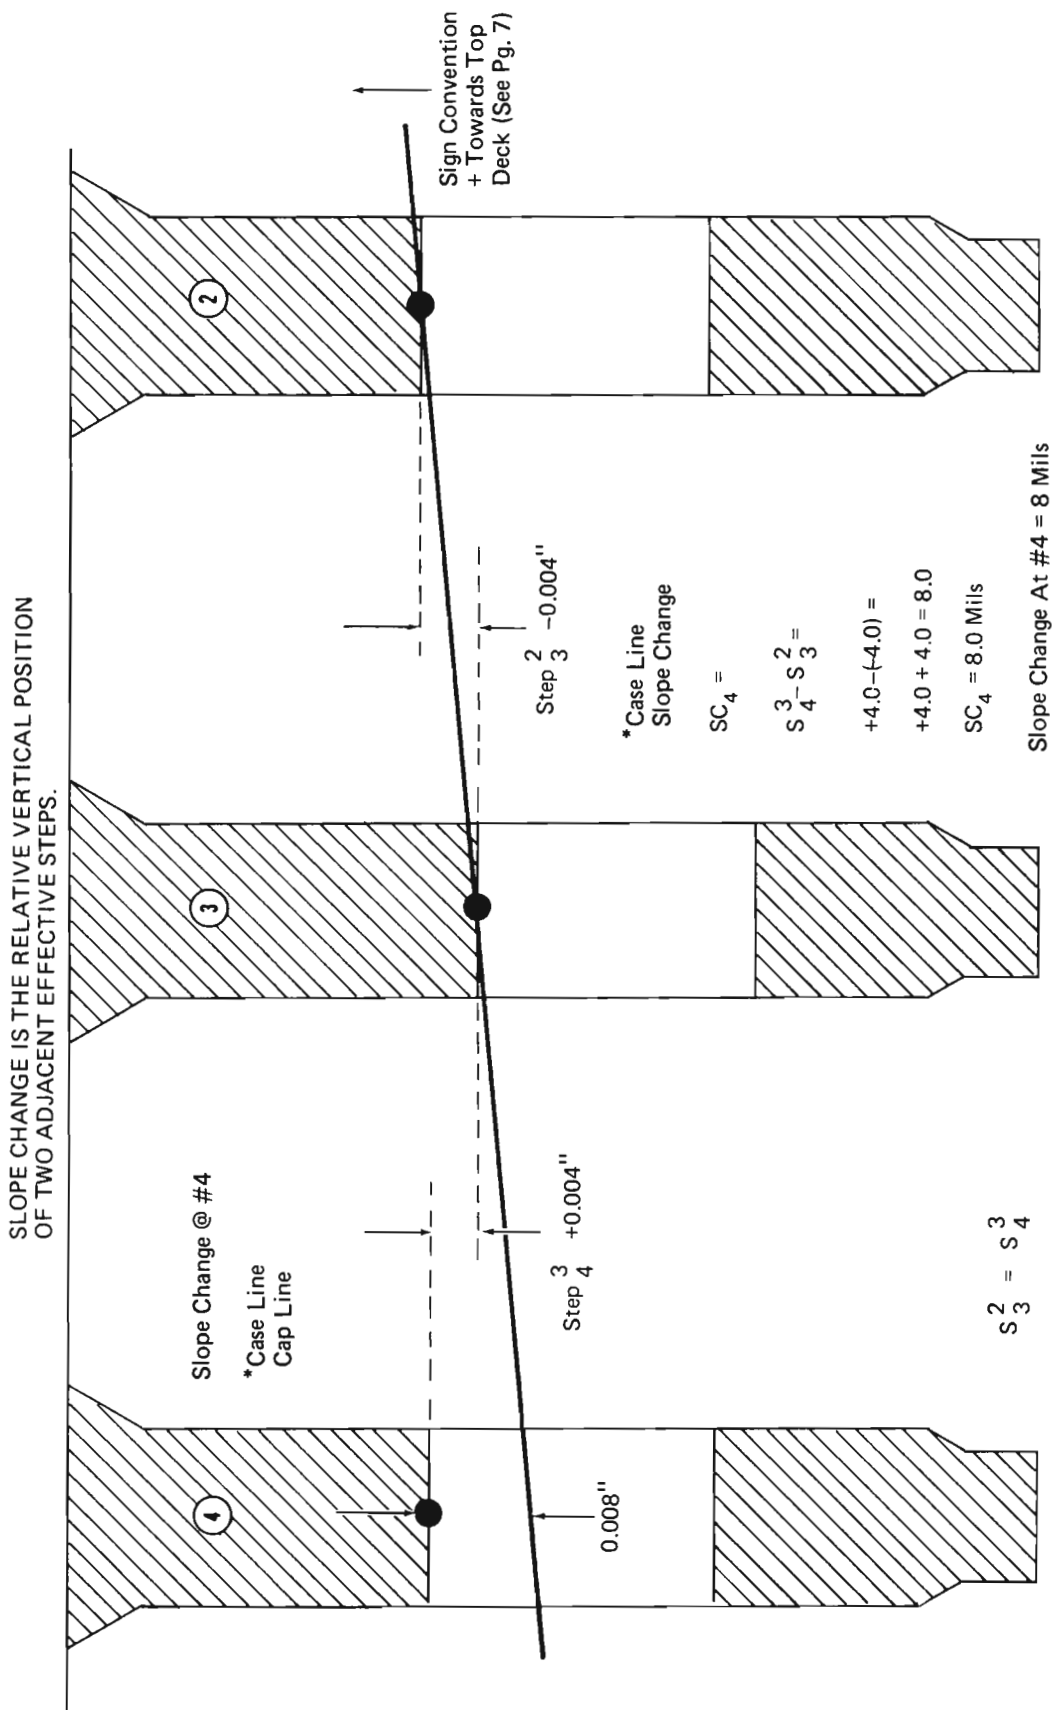 SLOPE CHANGE IS THE RELATIVE VERTICAL POSITION
OF TWO ADJACENT EFFECTIVE STEPS.
4
3
2
Slope Change @ #4
*Case Line
Cap Line
Sign Convention
+ Towards Top
Deck (See Pg. 7)
0.008"
Step 3 4 +0.004"
Step 2 3 -0.004"
*Case Line
Slope Change
SC4 =
S 3 4 - S 2 3 =
+4.0-(-4.0) =
+4.0 + 4.0 = 8.0
SC4 = 8.0 Mils
S 2 3 = S 3 4
Slope Change At #4 = 8 Mils